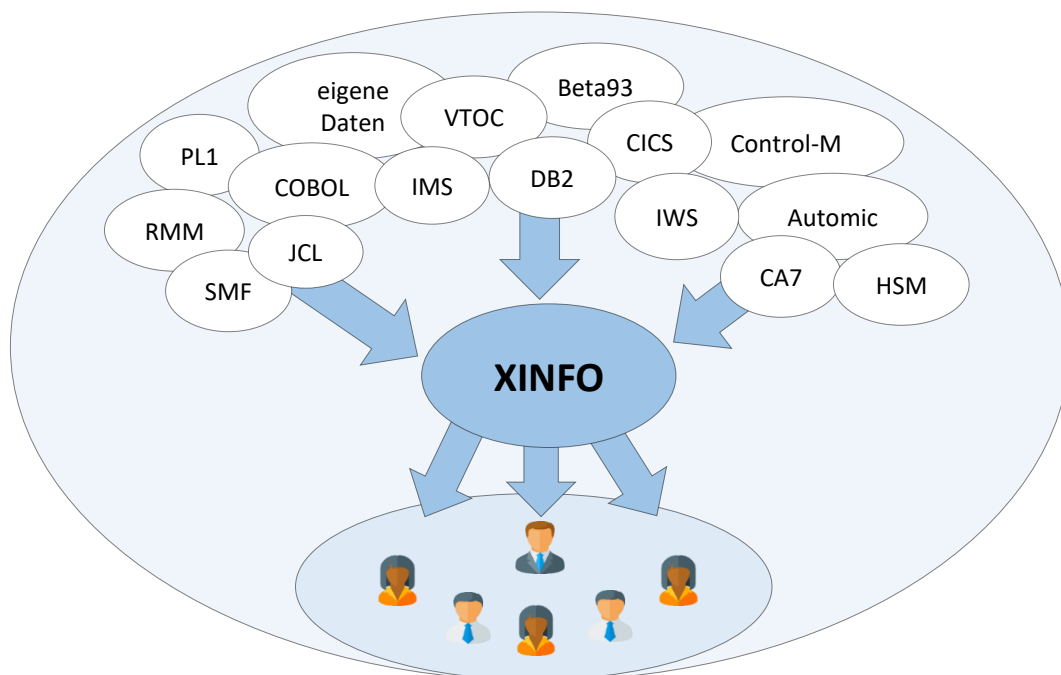 eigene
Daten
VTOC
Beta93
CICS
Control-M
PL1
COBOL
IMS
DB2
IWS
Automic
RMM
JCL
SMF
CA7
HSM
XINFO